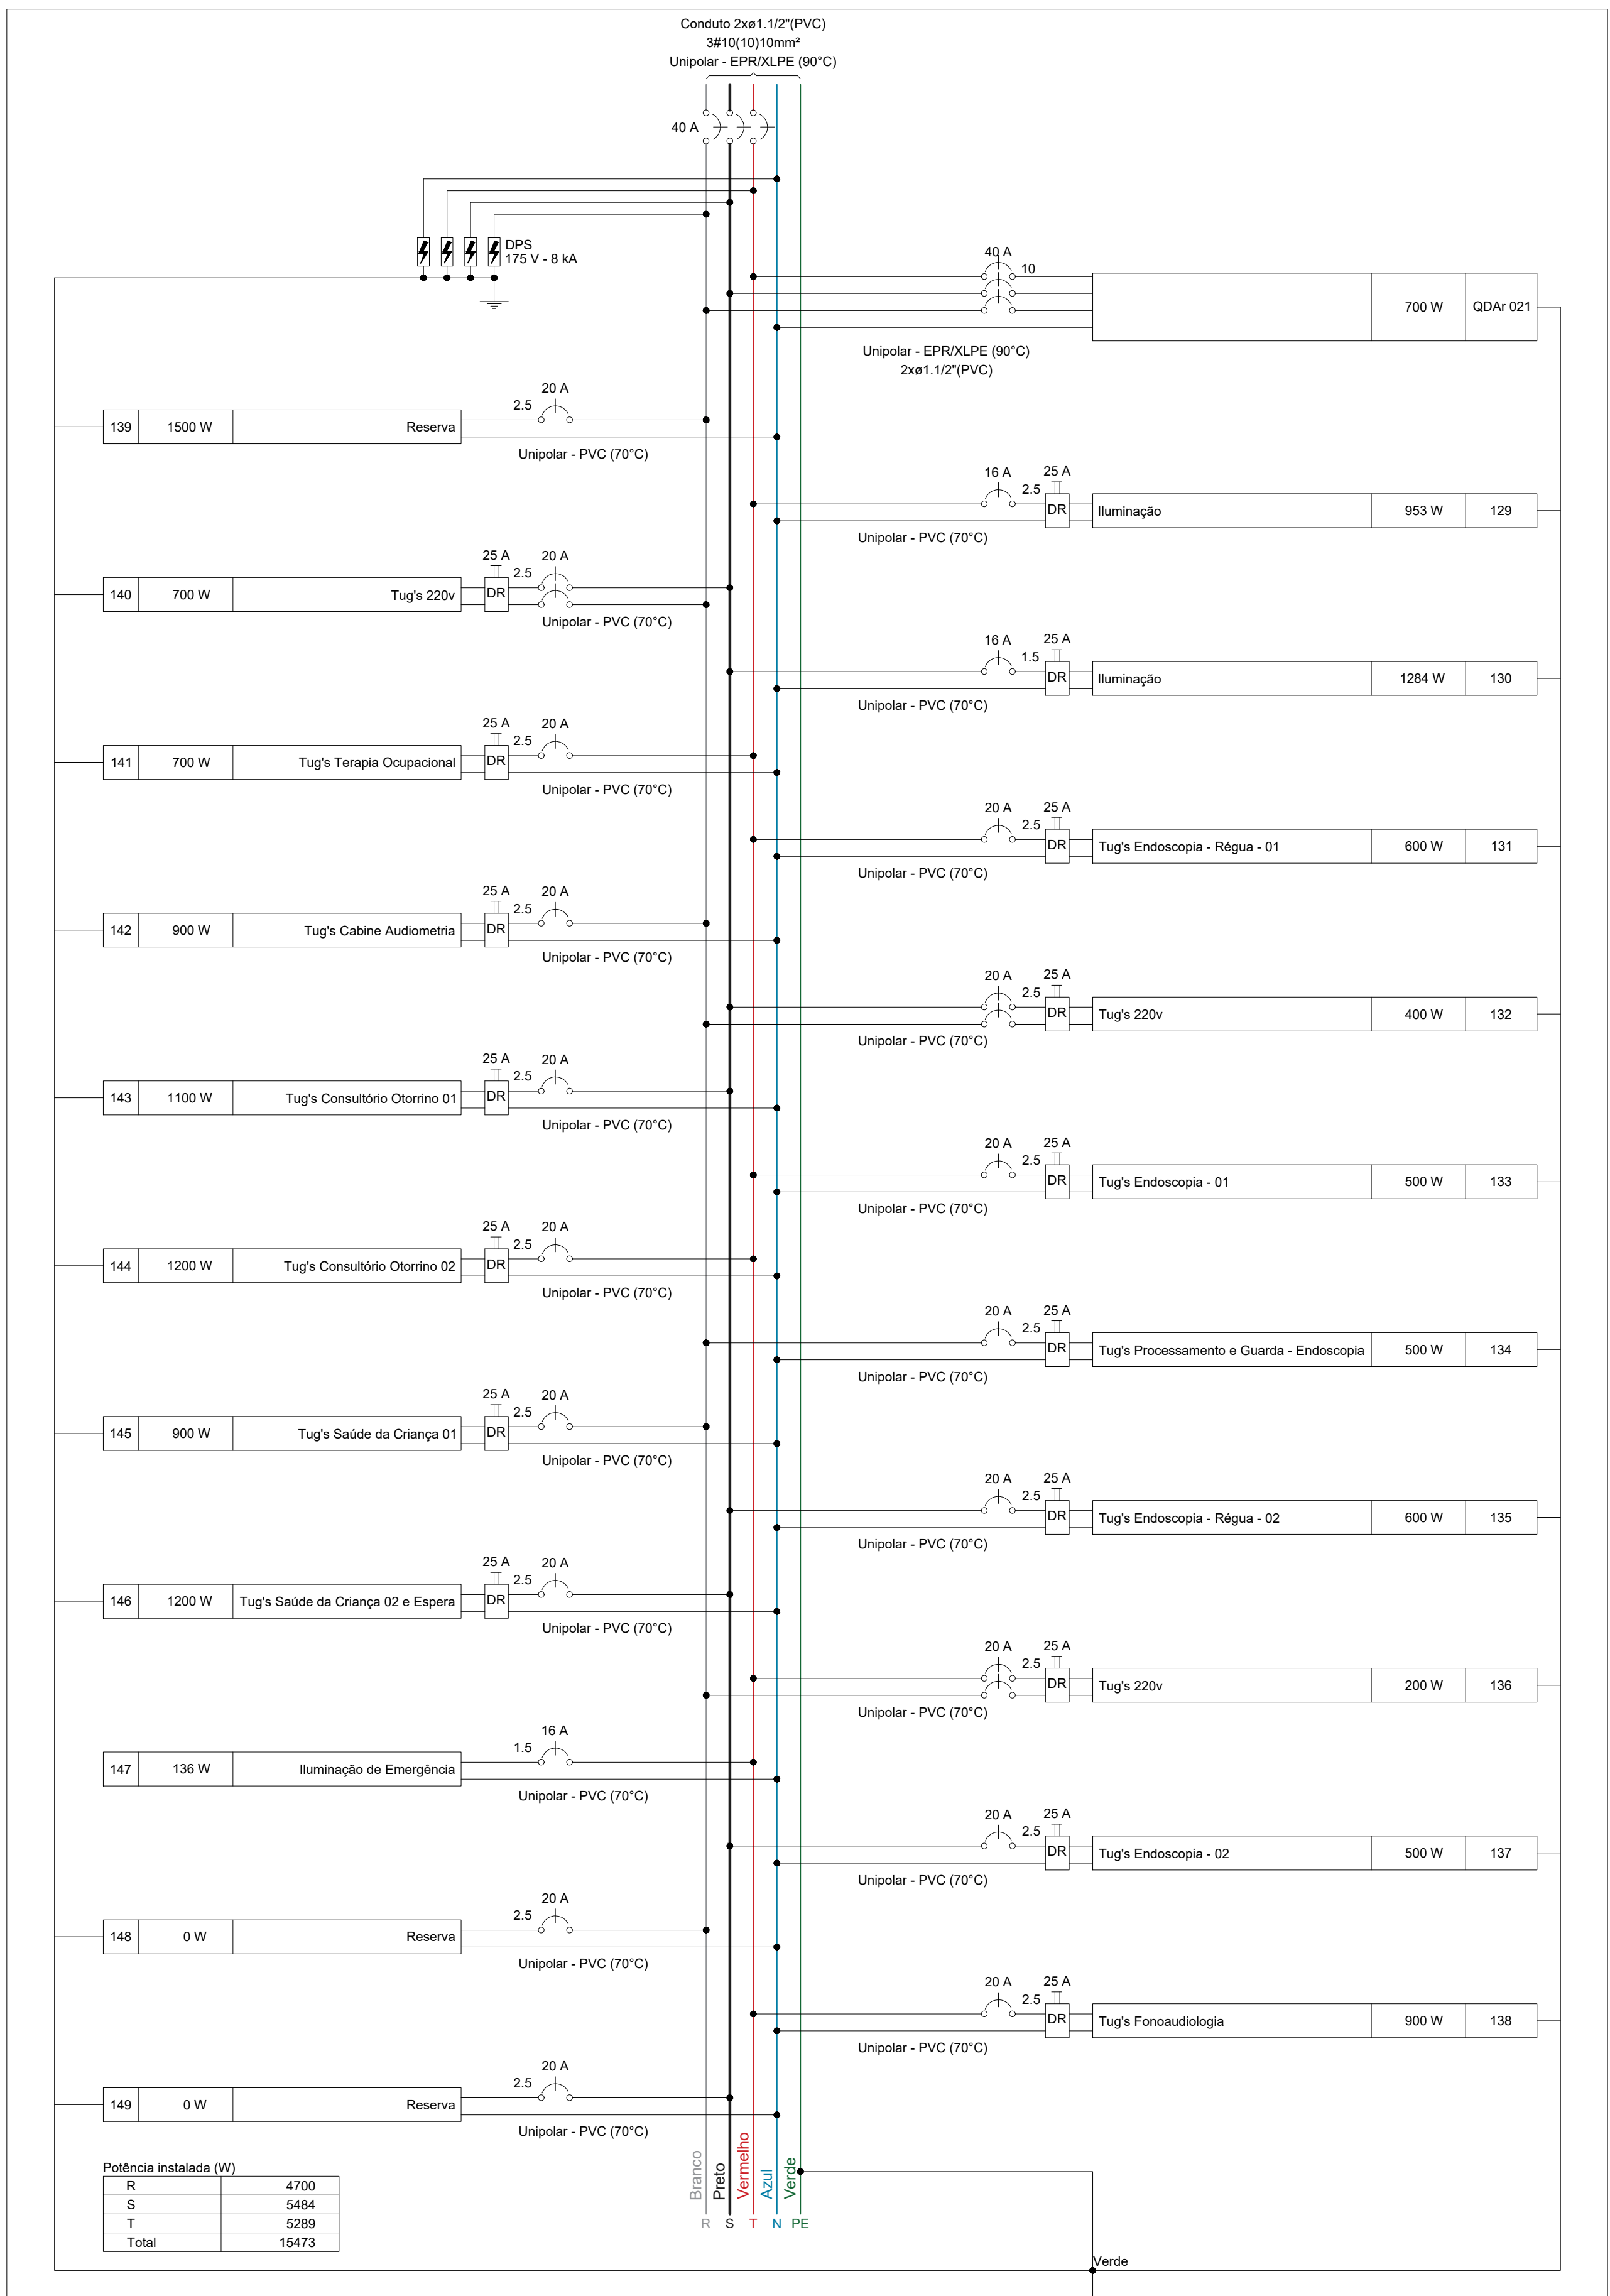 Conduto 2xø1.1/2"(PVC)
3#10(10)10mm²
Unipolar - EPR/XLPE (90°C)
40 A
DPS
175 V - 8 kA
40 A
10
700 W
QDAr 021
Unipolar - EPR/XLPE (90°C)
2xø1.1/2"(PVC)
20 A
2.5
139 1500 W Reserva
Unipolar - PVC (70°C)
16 A 25 A
2.5
DR
Iluminação 953 W 129
Unipolar - PVC (70°C)
25 A 20 A
2.5
140 700 W Tug's 220v DR
Unipolar - PVC (70°C)
16 A 25 A
1.5
DR
Iluminação 1284 W 130
Unipolar - PVC (70°C)
25 A 20 A
2.5
141 700 W Tug's Terapia Ocupacional DR
Unipolar - PVC (70°C)
20 A 25 A
2.5
DR
Tug's Endoscopia - Régua - 01 600 W 131
Unipolar - PVC (70°C)
25 A 20 A
2.5
142 900 W Tug's Cabine Audiometria DR
Unipolar - PVC (70°C)
20 A 25 A
2.5
DR
Tug's 220v 400 W 132
Unipolar - PVC (70°C)
25 A 20 A
2.5
143 1100 W Tug's Consultório Otorrino 01 DR
Unipolar - PVC (70°C)
20 A 25 A
2.5
DR
Tug's Endoscopia - 01 500 W 133
Unipolar - PVC (70°C)
25 A 20 A
2.5
144 1200 W Tug's Consultório Otorrino 02 DR
Unipolar - PVC (70°C)
20 A 25 A
2.5
DR
Tug's Processamento e Guarda - Endoscopia 500 W 134
Unipolar - PVC (70°C)
25 A 20 A
2.5
145 900 W Tug's Saúde da Criança 01 DR
Unipolar - PVC (70°C)
20 A 25 A
2.5
DR
Tug's Endoscopia - Régua - 02 600 W 135
Unipolar - PVC (70°C)
25 A 20 A
2.5
146 1200 W Tug's Saúde da Criança 02 e Espera DR
Unipolar - PVC (70°C)
20 A 25 A
2.5
DR
Tug's 220v 200 W 136
Unipolar - PVC (70°C)
16 A
1.5
147 136 W Iluminação de Emergência
Unipolar - PVC (70°C)
20 A 25 A
2.5
DR
Tug's Endoscopia - 02 500 W 137
Unipolar - PVC (70°C)
20 A
2.5
148 0 W Reserva
Unipolar - PVC (70°C)
20 A 25 A
2.5
DR
Tug's Fonoaudiologia 900 W 138
Unipolar - PVC (70°C)
20 A
2.5
149 0 W Reserva
Unipolar - PVC (70°C)
Branco
Preto
Vermelho
Azul
Verde
R S T N PE
Potência instalada (W)
R 4700
S 5484
T 5289
Total 15473
Verde